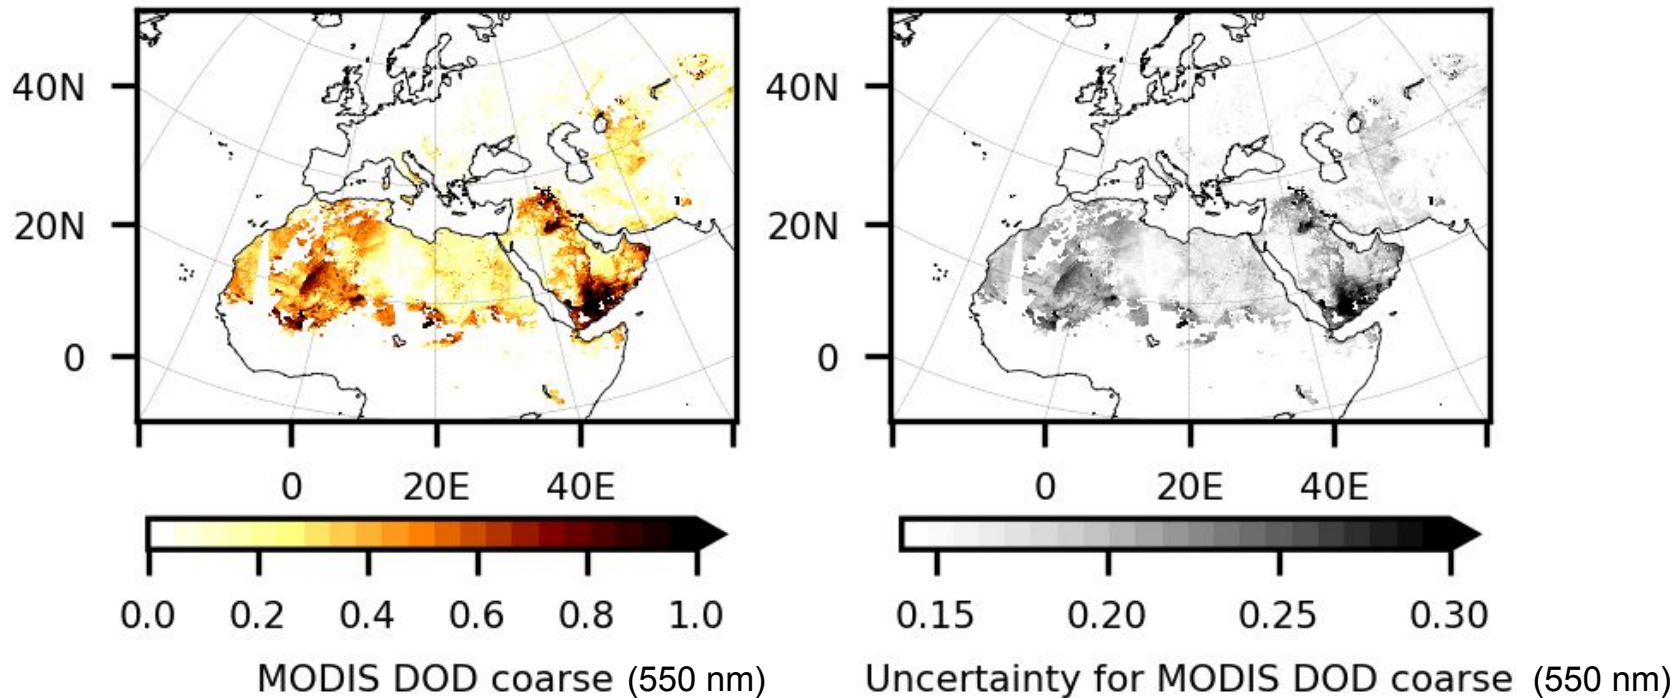 40N
20N
0
0 20E 40E
0.0 0.2 0.4 0.6 0.8 1.0
MODIS DOD coarse (550 nm)
40N
20N
0
0 20E 40E
0.15 0.20 0.25 0.30
Uncertainty for MODIS DOD coarse (550 nm)